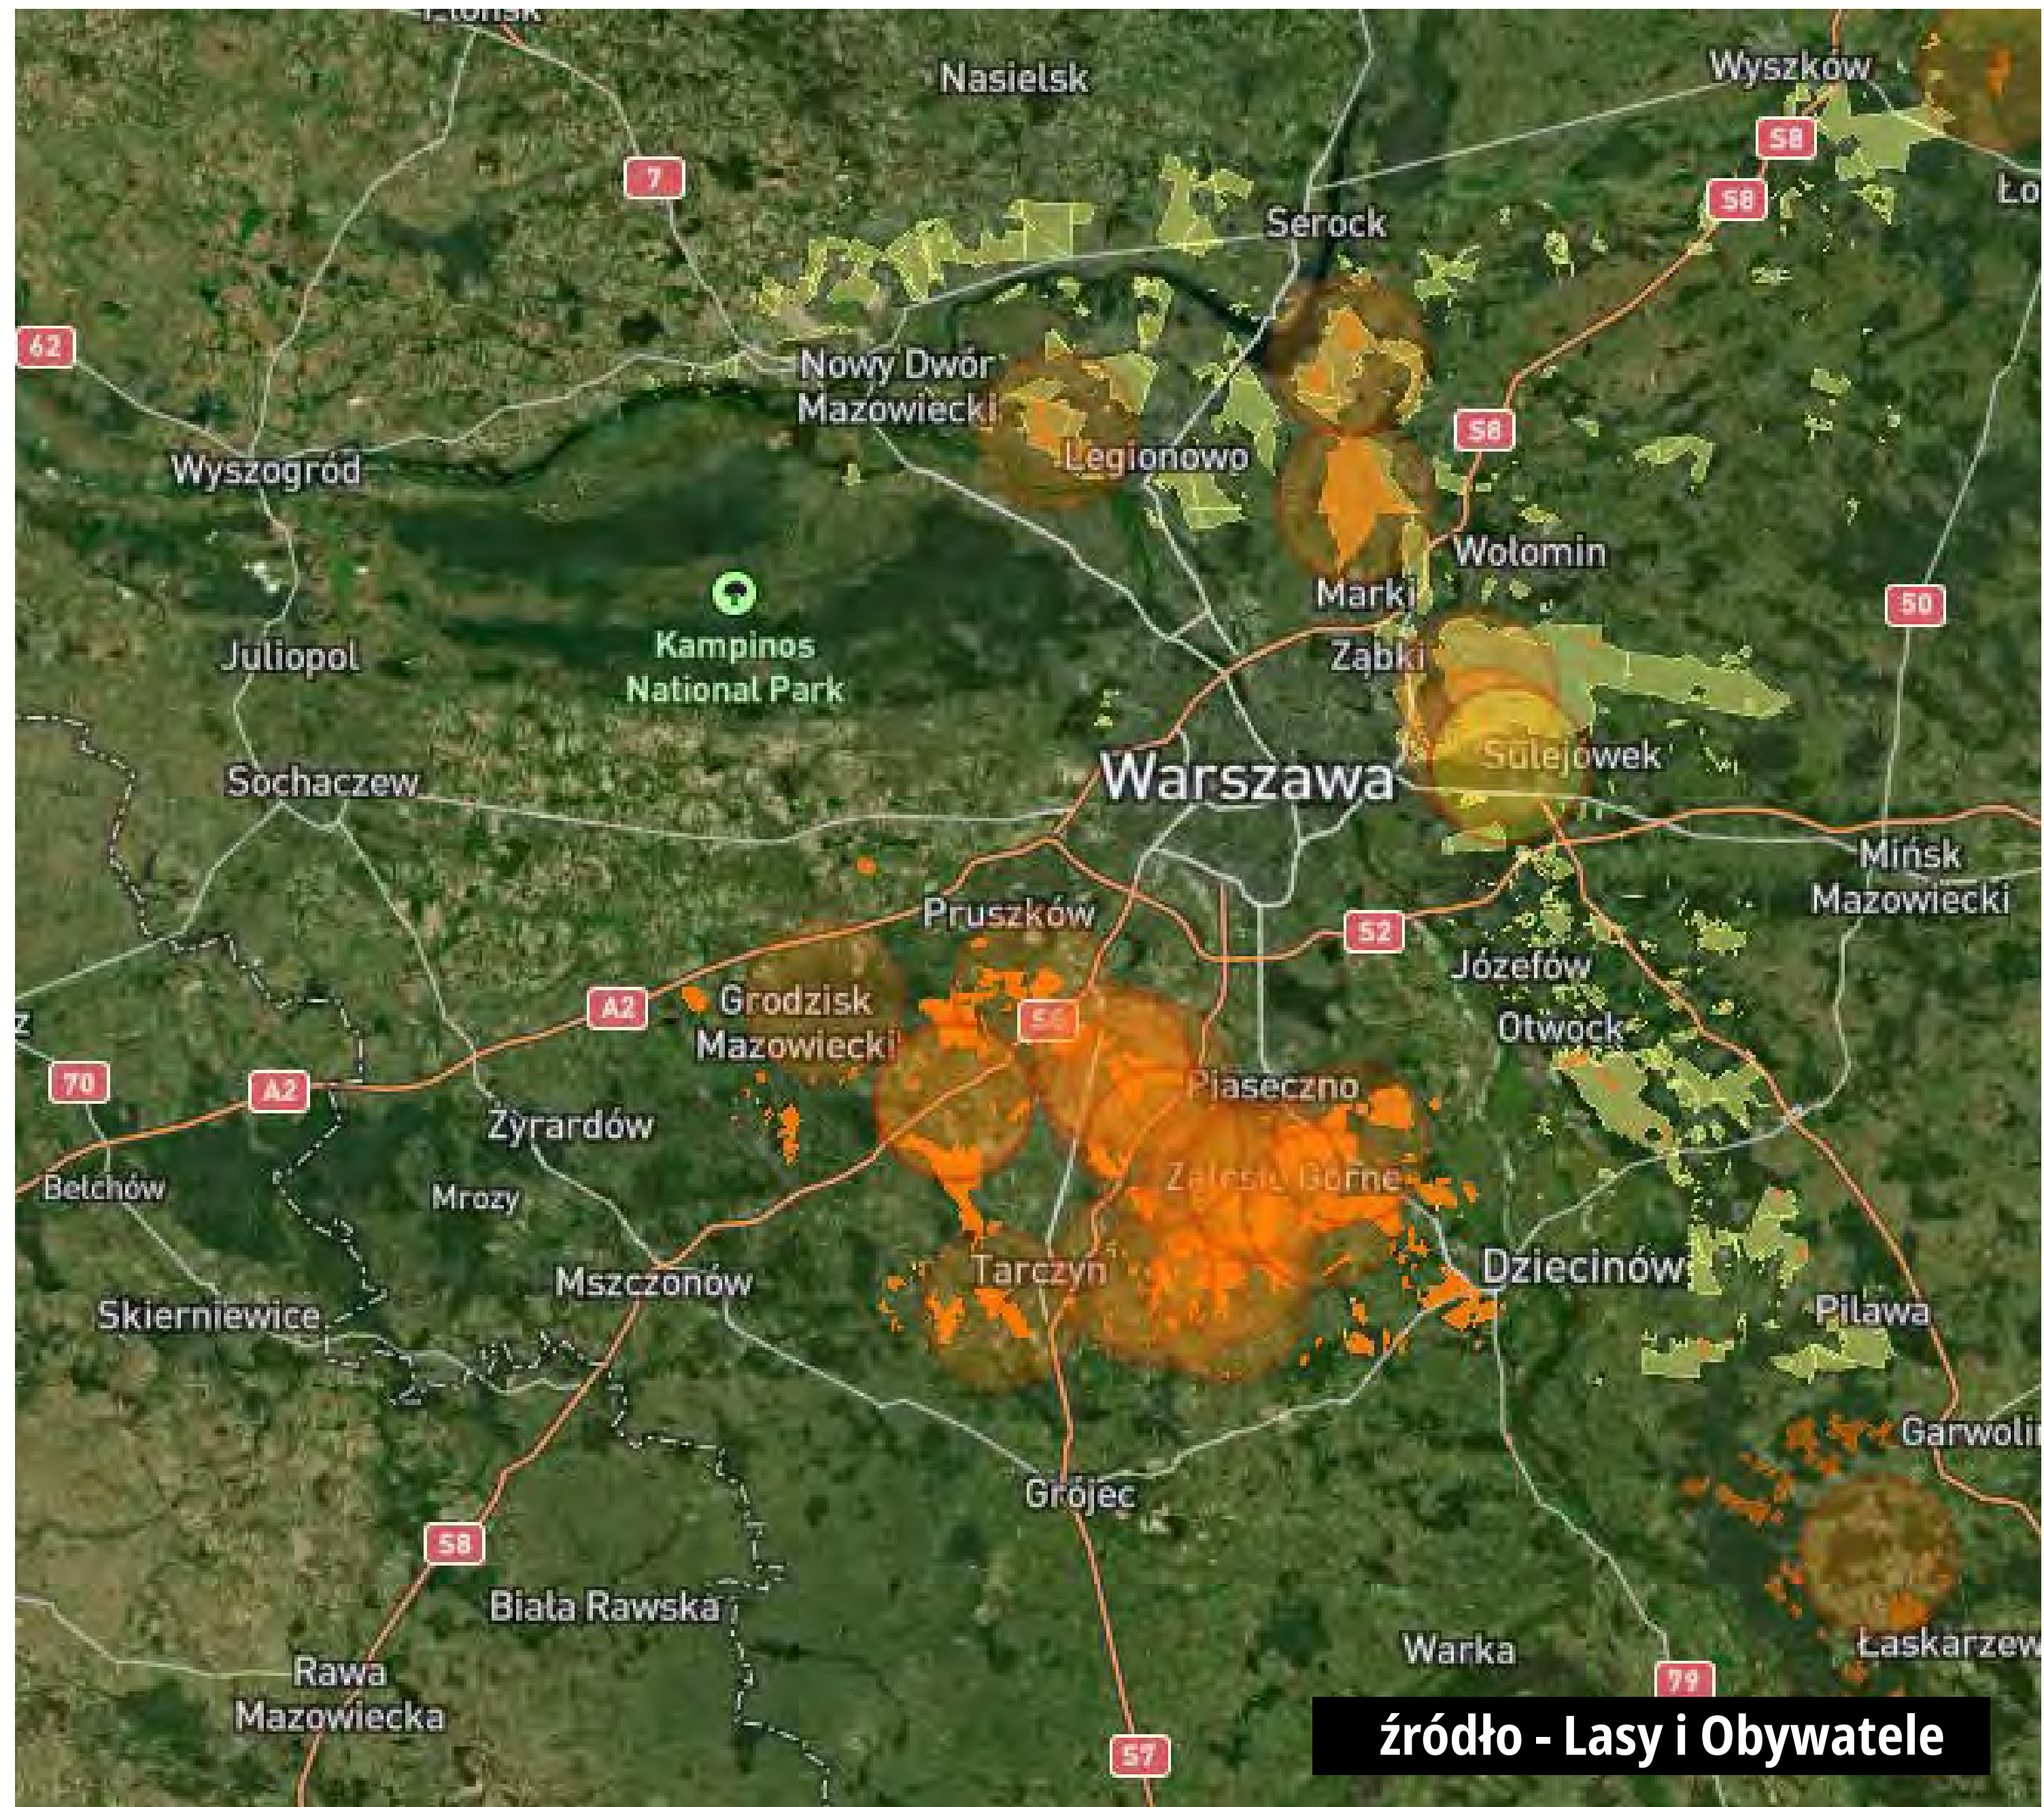 Płońsk
Nasielsk
Wyszków
S8
7
S8
Serock
62
Nowy Dwór
Mazowiecki
S8
Legionowo
Wyszogród
Wołomin
Marki
50
Kampinos
National Park
Juliopol
Ząbki
Sulejówek
Warszawa
Sochaczew
Mińsk
Mazowiecki
Pruszków
S2
Józefów
A2
Grodzisk
Mazowiecki
Otwock
70
A2
Piaseczno
Żyrardów
Zalesie Górne
Bełchów
Mrozy
Tarczyn
Dziecinów
Mszczonów
Skierniewice
Pilawa
Garwolin
Grójec
S8
Biała Rawska
Warka
Łaskarzew
Rawa
Mazowiecka
79
źródło - Lasy i Obywatele
S7